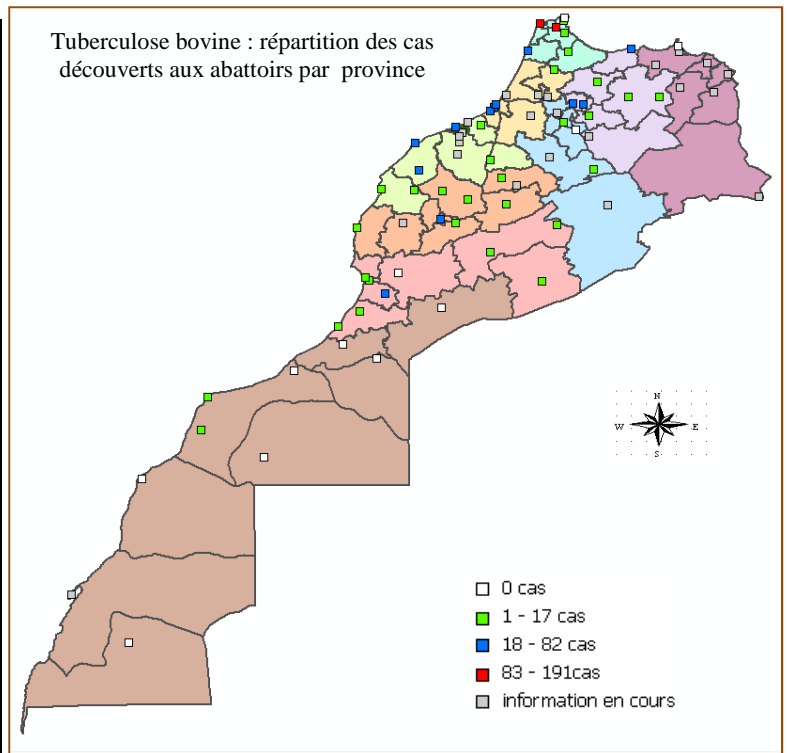 Tuberculose bovine : répartition des cas
découverts aux abattoirs par province
N
W E
S
0 cas
1 - 17 cas
18 - 82 cas
83 - 191cas
information en cours